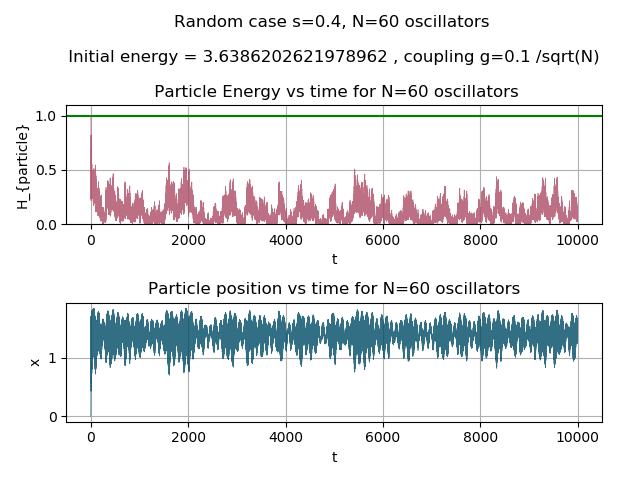 Random case s=0.4, N=60 oscillators
Initial energy = 3.6386202621978962 , coupling g=0.1 /sqrt(N)
Particle Energy vs time for N=60 oscillators
H_{particle}
1.0
0.5
0.0
0 2000 4000 6000 8000 10000
t
Particle position vs time for N=60 oscillators
x
1
0
0 2000 4000 6000 8000 10000
t